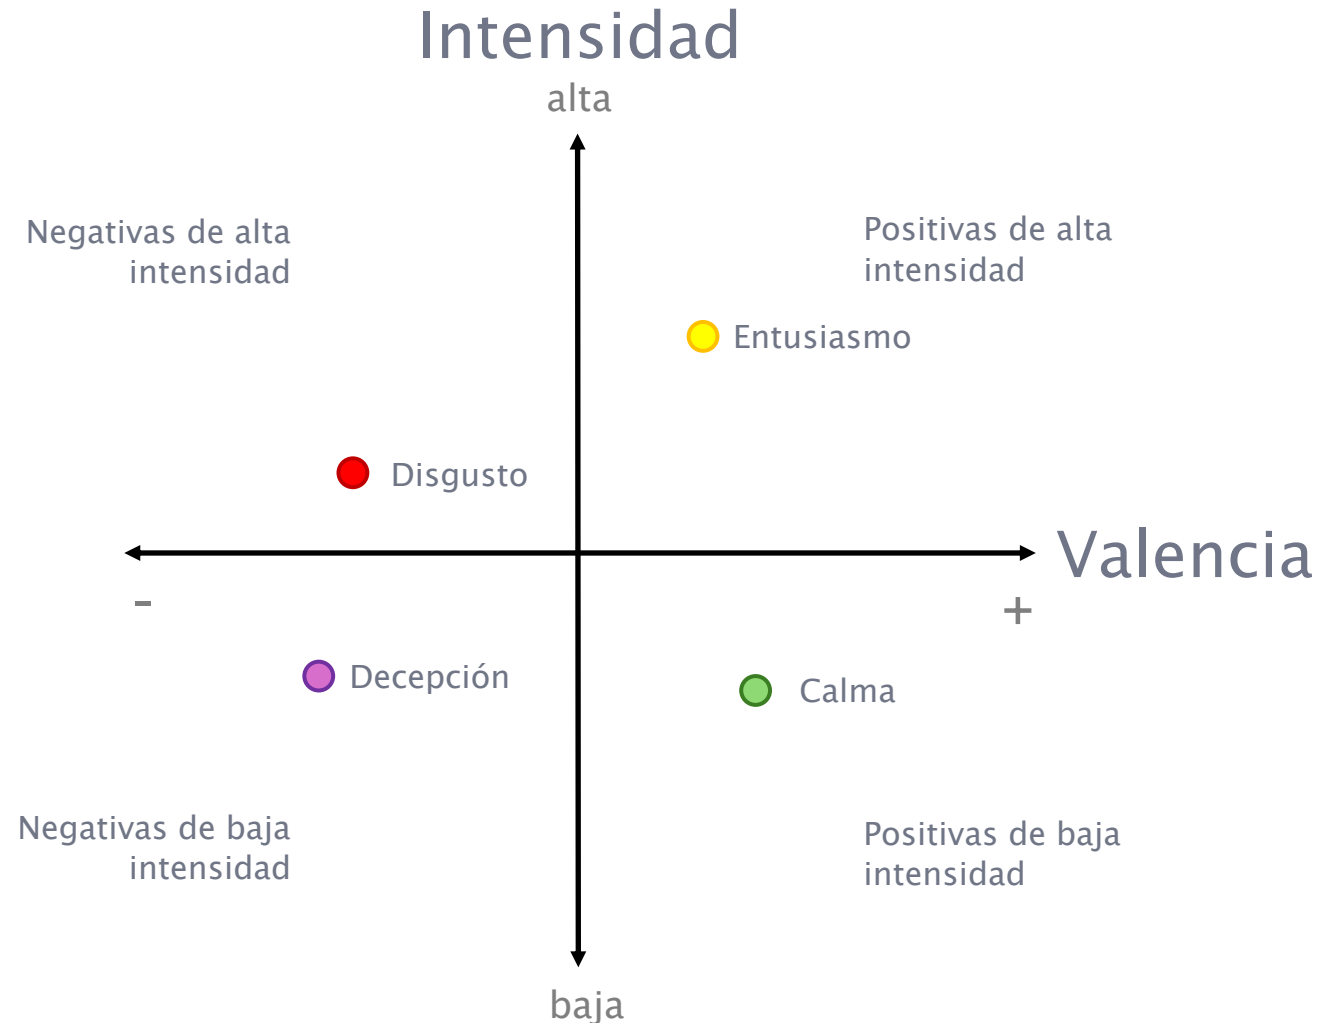 Intensidad
alta
Negativas de alta
intensidad
Positivas de alta
intensidad
Entusiasmo
Disgusto
Valencia
-
+
Decepción
Calma
Negativas de baja
intensidad
Positivas de baja
intensidad
baja